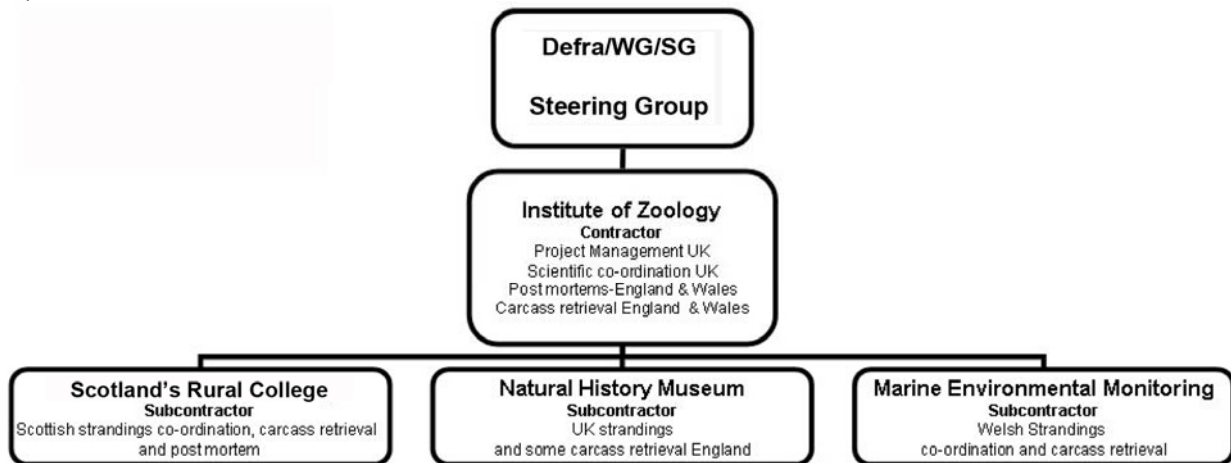 Defra/WG/SG
Steering Group
Institute of Zoology
Contractor
Project Management UK
Scientific co-ordination UK
Post mortems-England & Wales
Carcass retrieval England & Wales
Scotland's Rural College
Subcontractor
Scottish strandings co-ordination, carcass retrieval
and post mortem
Natural History Museum
Subcontractor
UK strandings
and some carcass retrieval England
Marine Environmental Monitoring
Subcontractor
Welsh Strandings
co-ordination and carcass retrieval